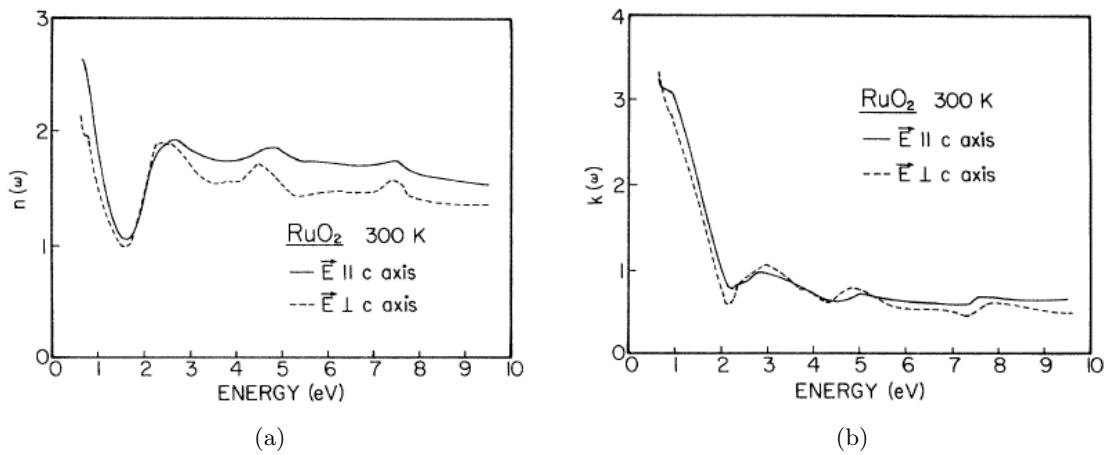 3
2
1
0
n(ω)
RuO₂ 300 K
E⃗ || c axis
E⃗ ⊥ c axis
0 1 2 3 4 5 6 7 8 9 10
ENERGY (eV)
(a)
4
3
2
1
0
k(ω)
RuO₂ 300 K
E⃗ || c axis
E⃗ ⊥ c axis
0 1 2 3 4 5 6 7 8 9 10
ENERGY (eV)
(b)